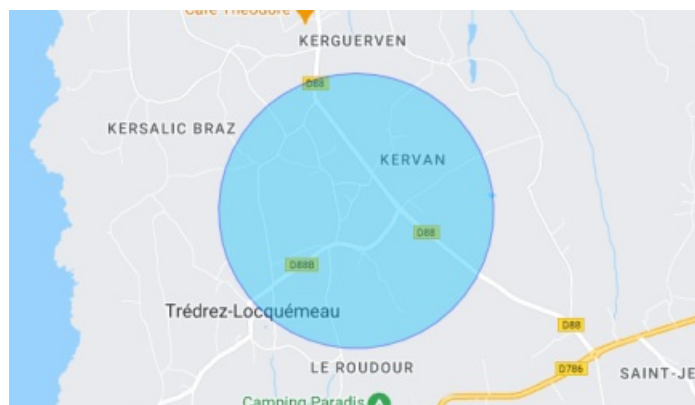 Café Théodore
KERGUERVEN
D88
KERSALIC BRAZ
KERVAN
D88
D88B
Trédrez-Locquémeau
D88
LE ROUDOUR
D786
SAINT-JE
Camping Paradis